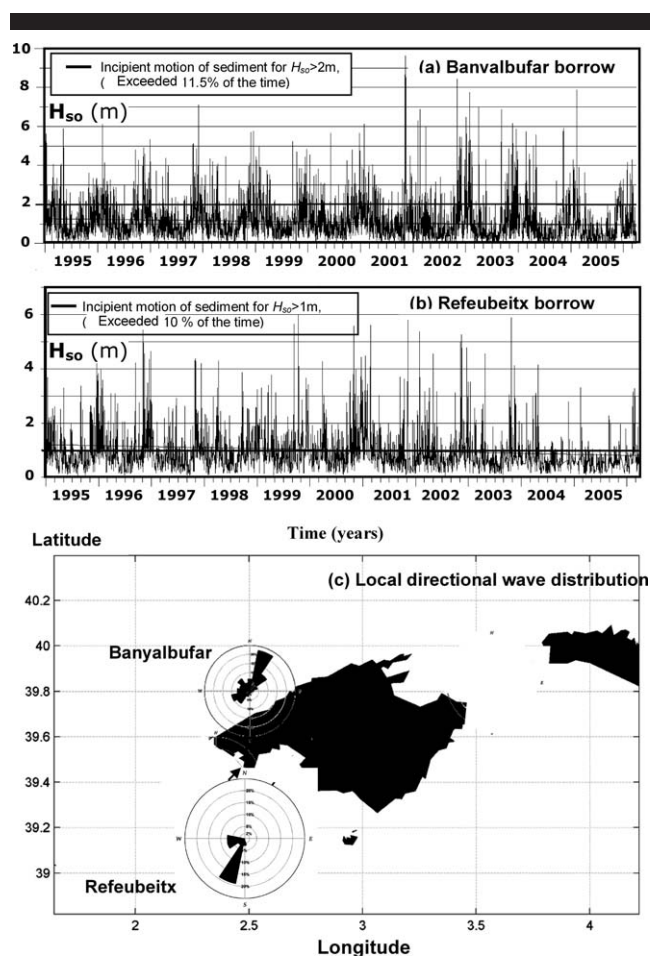 10
8
6
4
2
0
Incipient motion of sediment for Hso>2m,
( Exceeded 11.5% of the time)
(a) Banvalbufar borrow
Hso (m)
1995 1996 1997 1998 1999 2000 2001 2002 2003 2004 2005
6
4
2
0
Incipient motion of sediment for Hso>1m,
( Exceeded 10 % of the time)
(b) Refeubeitx borrow
Hso (m)
1995 1996 1997 1998 1999 2000 2001 2002 2003 2004 2005
Time (years)
Latitude
(c) Local directional wave distribution
40.2
40
39.8
39.6
39.4
39.2
39
Banyalbufar
N
W
E
S
Refeubeitx
2 2.5 3 3.5 4
Longitude